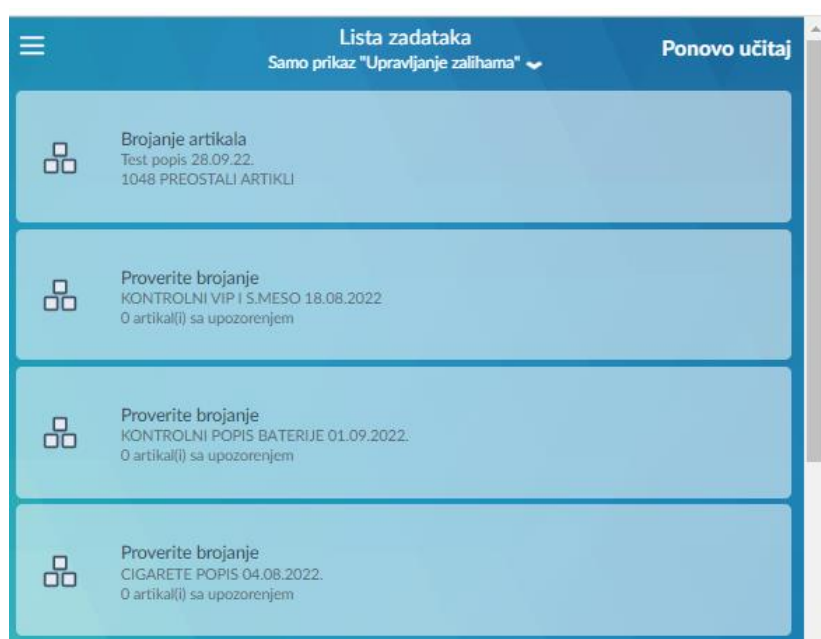 Lista zadataka
Samo prikaz "Upravljanje zalihama"
Ponovo učitaj
Brojanje artikala
Test popis 28.09.22.
1048 PREOSTALI ARTIKLI
Proverite brojanje
KONTROLNI VIP I S.MESO 18.08.2022
0 artikal(i) sa upozorenjem
Proverite brojanje
KONTROLNI POPIS BATERIJE 01.09.2022.
0 artikal(i) sa upozorenjem
Proverite brojanje
CIGARETE POPIS 04.08.2022.
0 artikal(i) sa upozorenjem